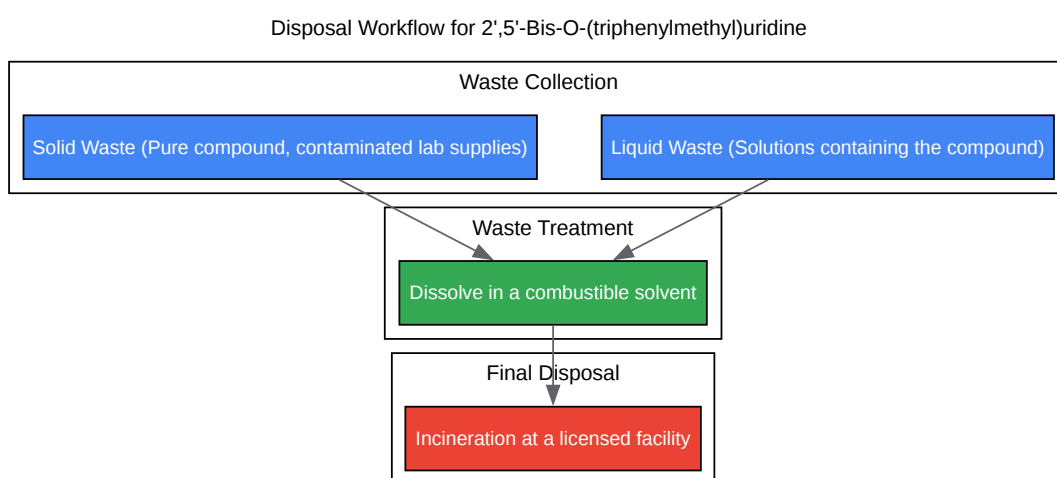 Disposal Workflow for 2',5'-Bis-O-(triphenylmethyl)uridine
Waste Collection
Solid Waste (Pure compound, contaminated lab supplies)
Liquid Waste (Solutions containing the compound)
Waste Treatment
Dissolve in a combustible solvent
Final Disposal
Incineration at a licensed facility